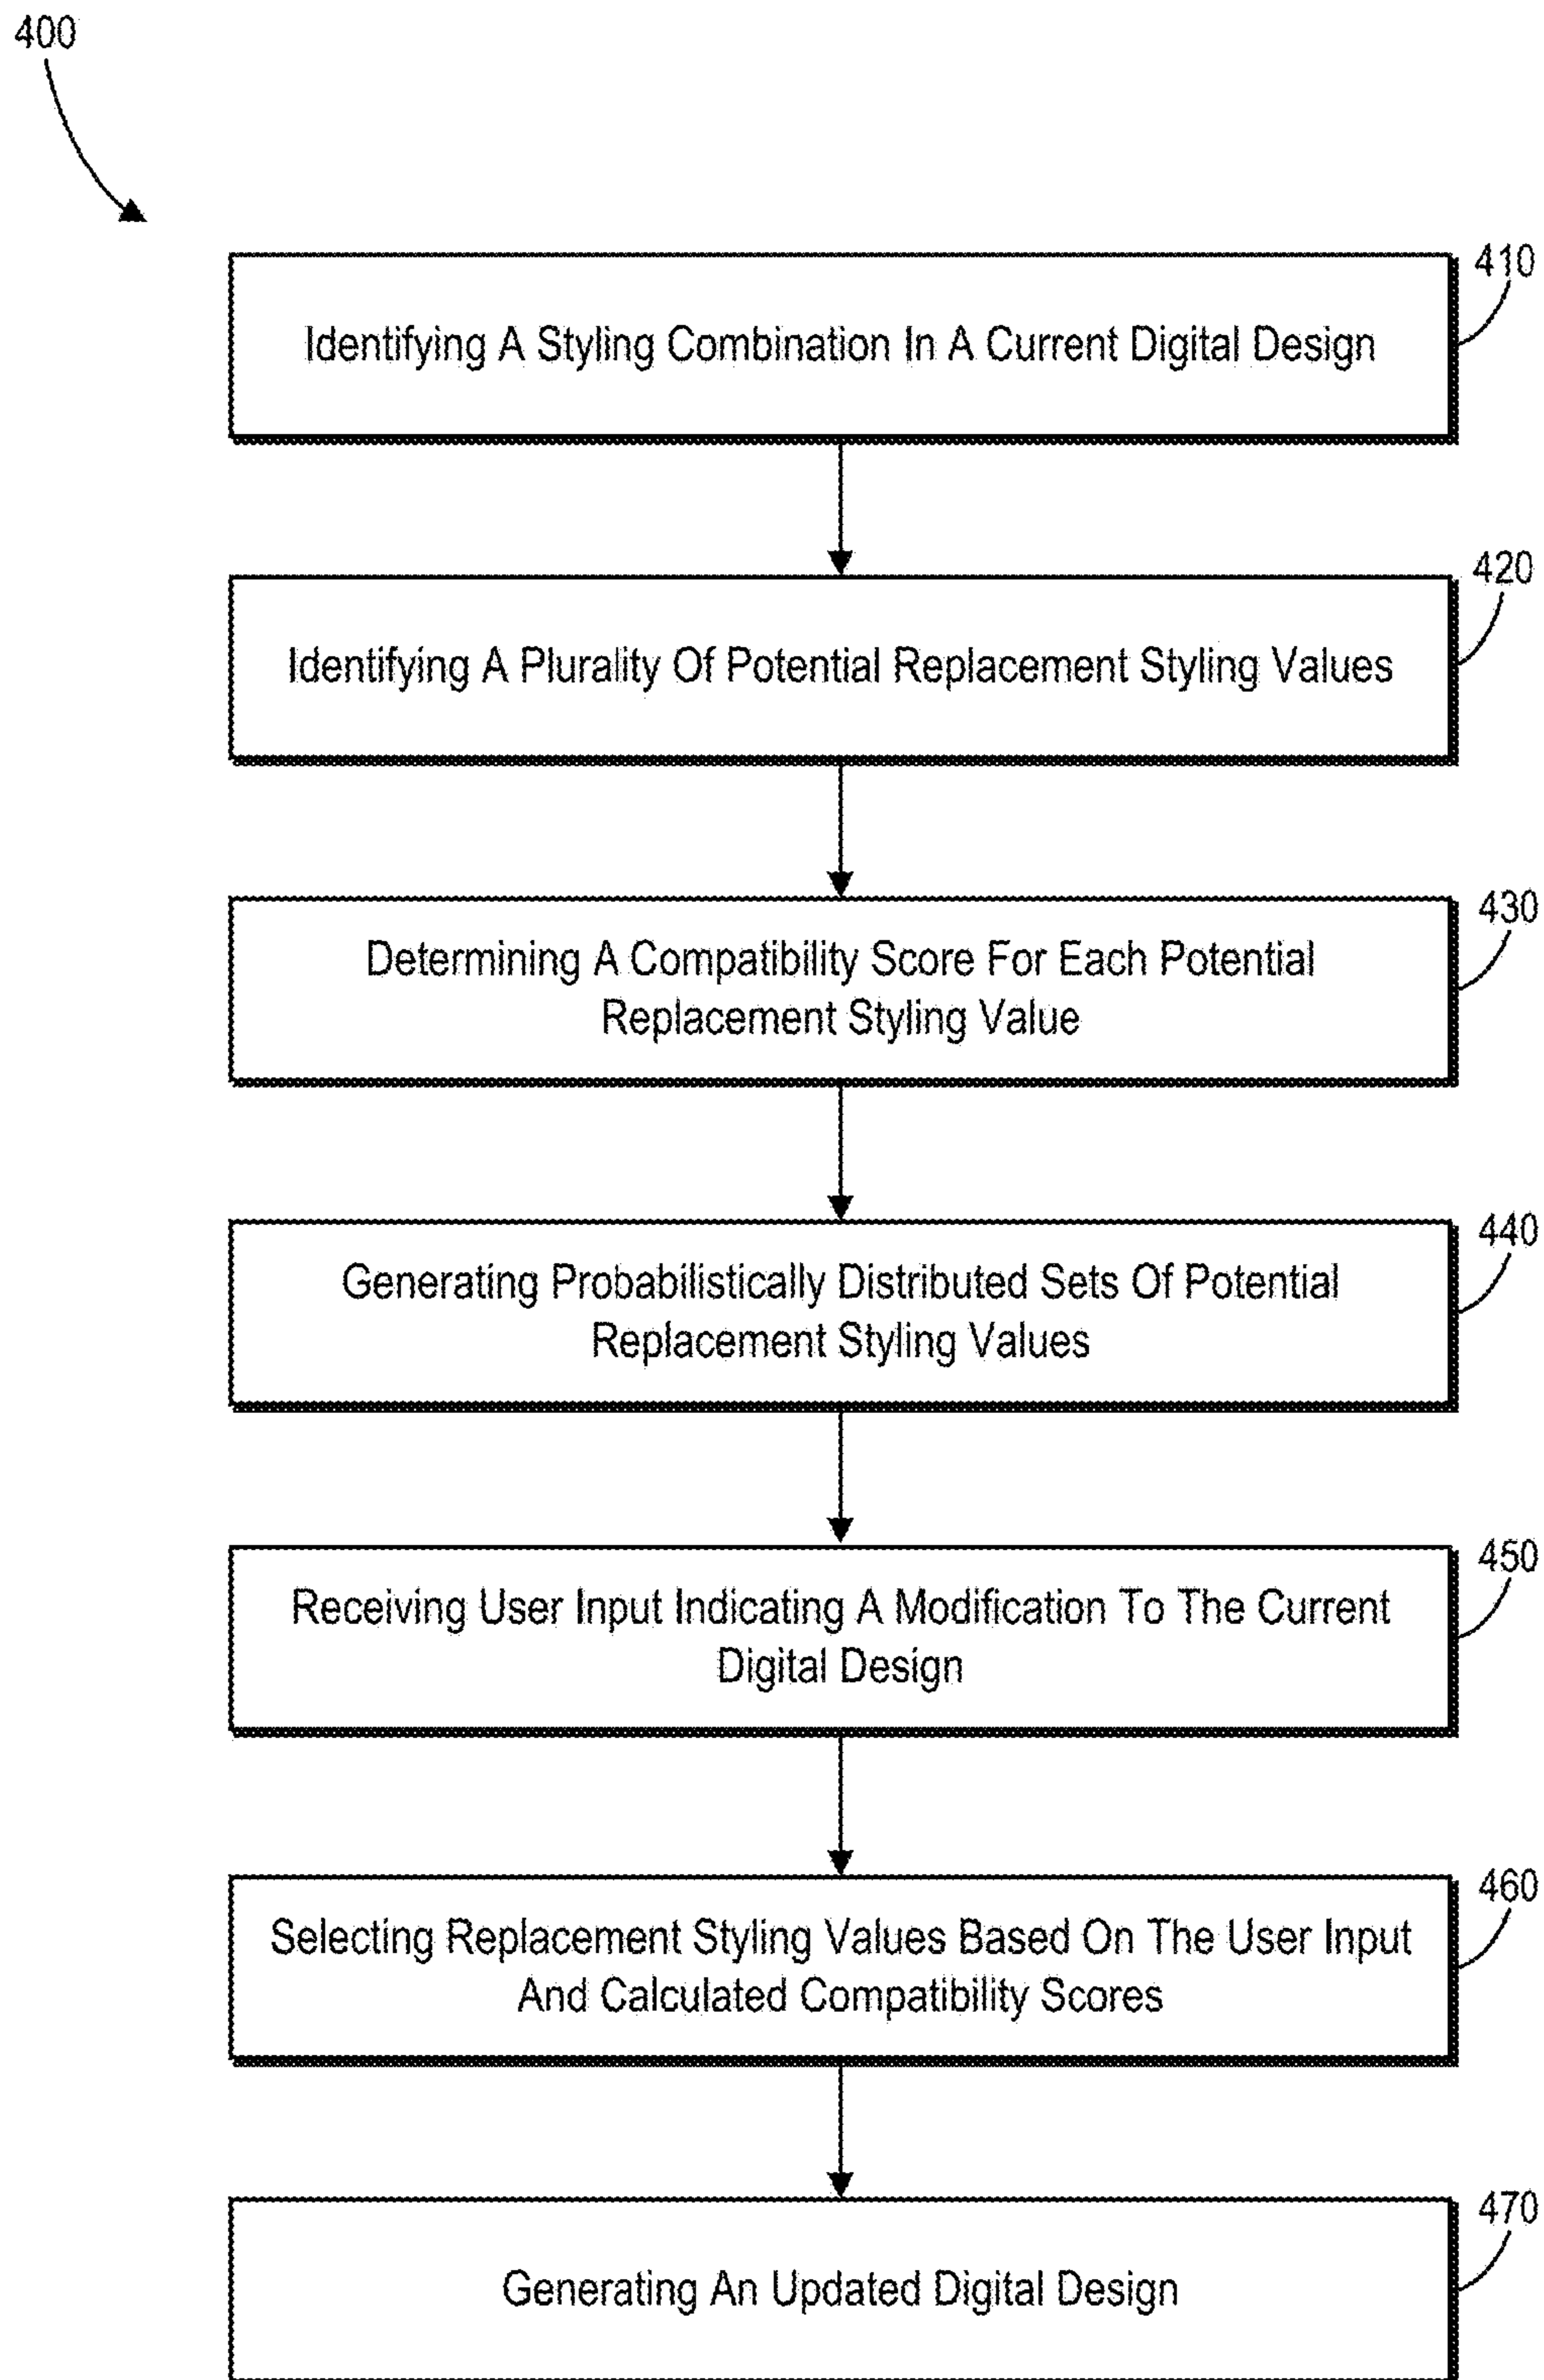 400
410
Identifying A Styling Combination In A Current Digital Design
420
Identifying A Plurality Of Potential Replacement Styling Values
430
Determining A Compatibility Score For Each Potential
Replacement Styling Value
440
Generating Probabilistically Distributed Sets Of Potential
Replacement Styling Values
450
Receiving User Input Indicating A Modification To The Current
Digital Design
460
Selecting Replacement Styling Values Based On The User Input
And Calculated Compatibility Scores
470
Generating An Updated Digital Design